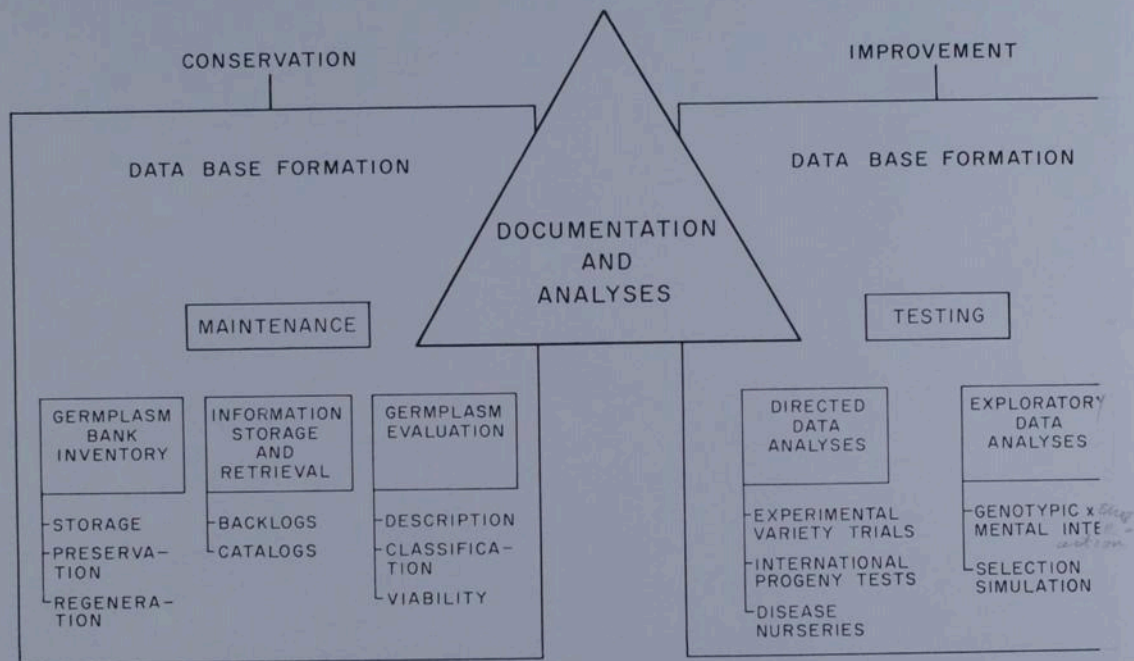 CONSERVATION
DATA BASE FORMATION
MAINTENANCE
GERMPLASM
BANK
INVENTORY
STORAGE
PRESERVA-
TION
REGENERA-
TION
INFORMATION
STORAGE
AND
RETRIEVAL
BACKLOGS
CATALOGS
GERMPLASM
EVALUATION
DESCRIPTION
CLASSIFICA-
TION
VIABILITY
DOCUMENTATION
AND
ANALYSES
IMPROVEMENT
DATA BASE FORMATION
TESTING
DIRECTED
DATA
ANALYSES
EXPERIMENTAL
VARIETY TRIALS
INTERNATIONAL
PROGENY TESTS
DISEASE
NURSERIES
EXPLORATORY
DATA
ANALYSES
GENOTYPIC x
MENTAL INTE
SELECTION
SIMULATION